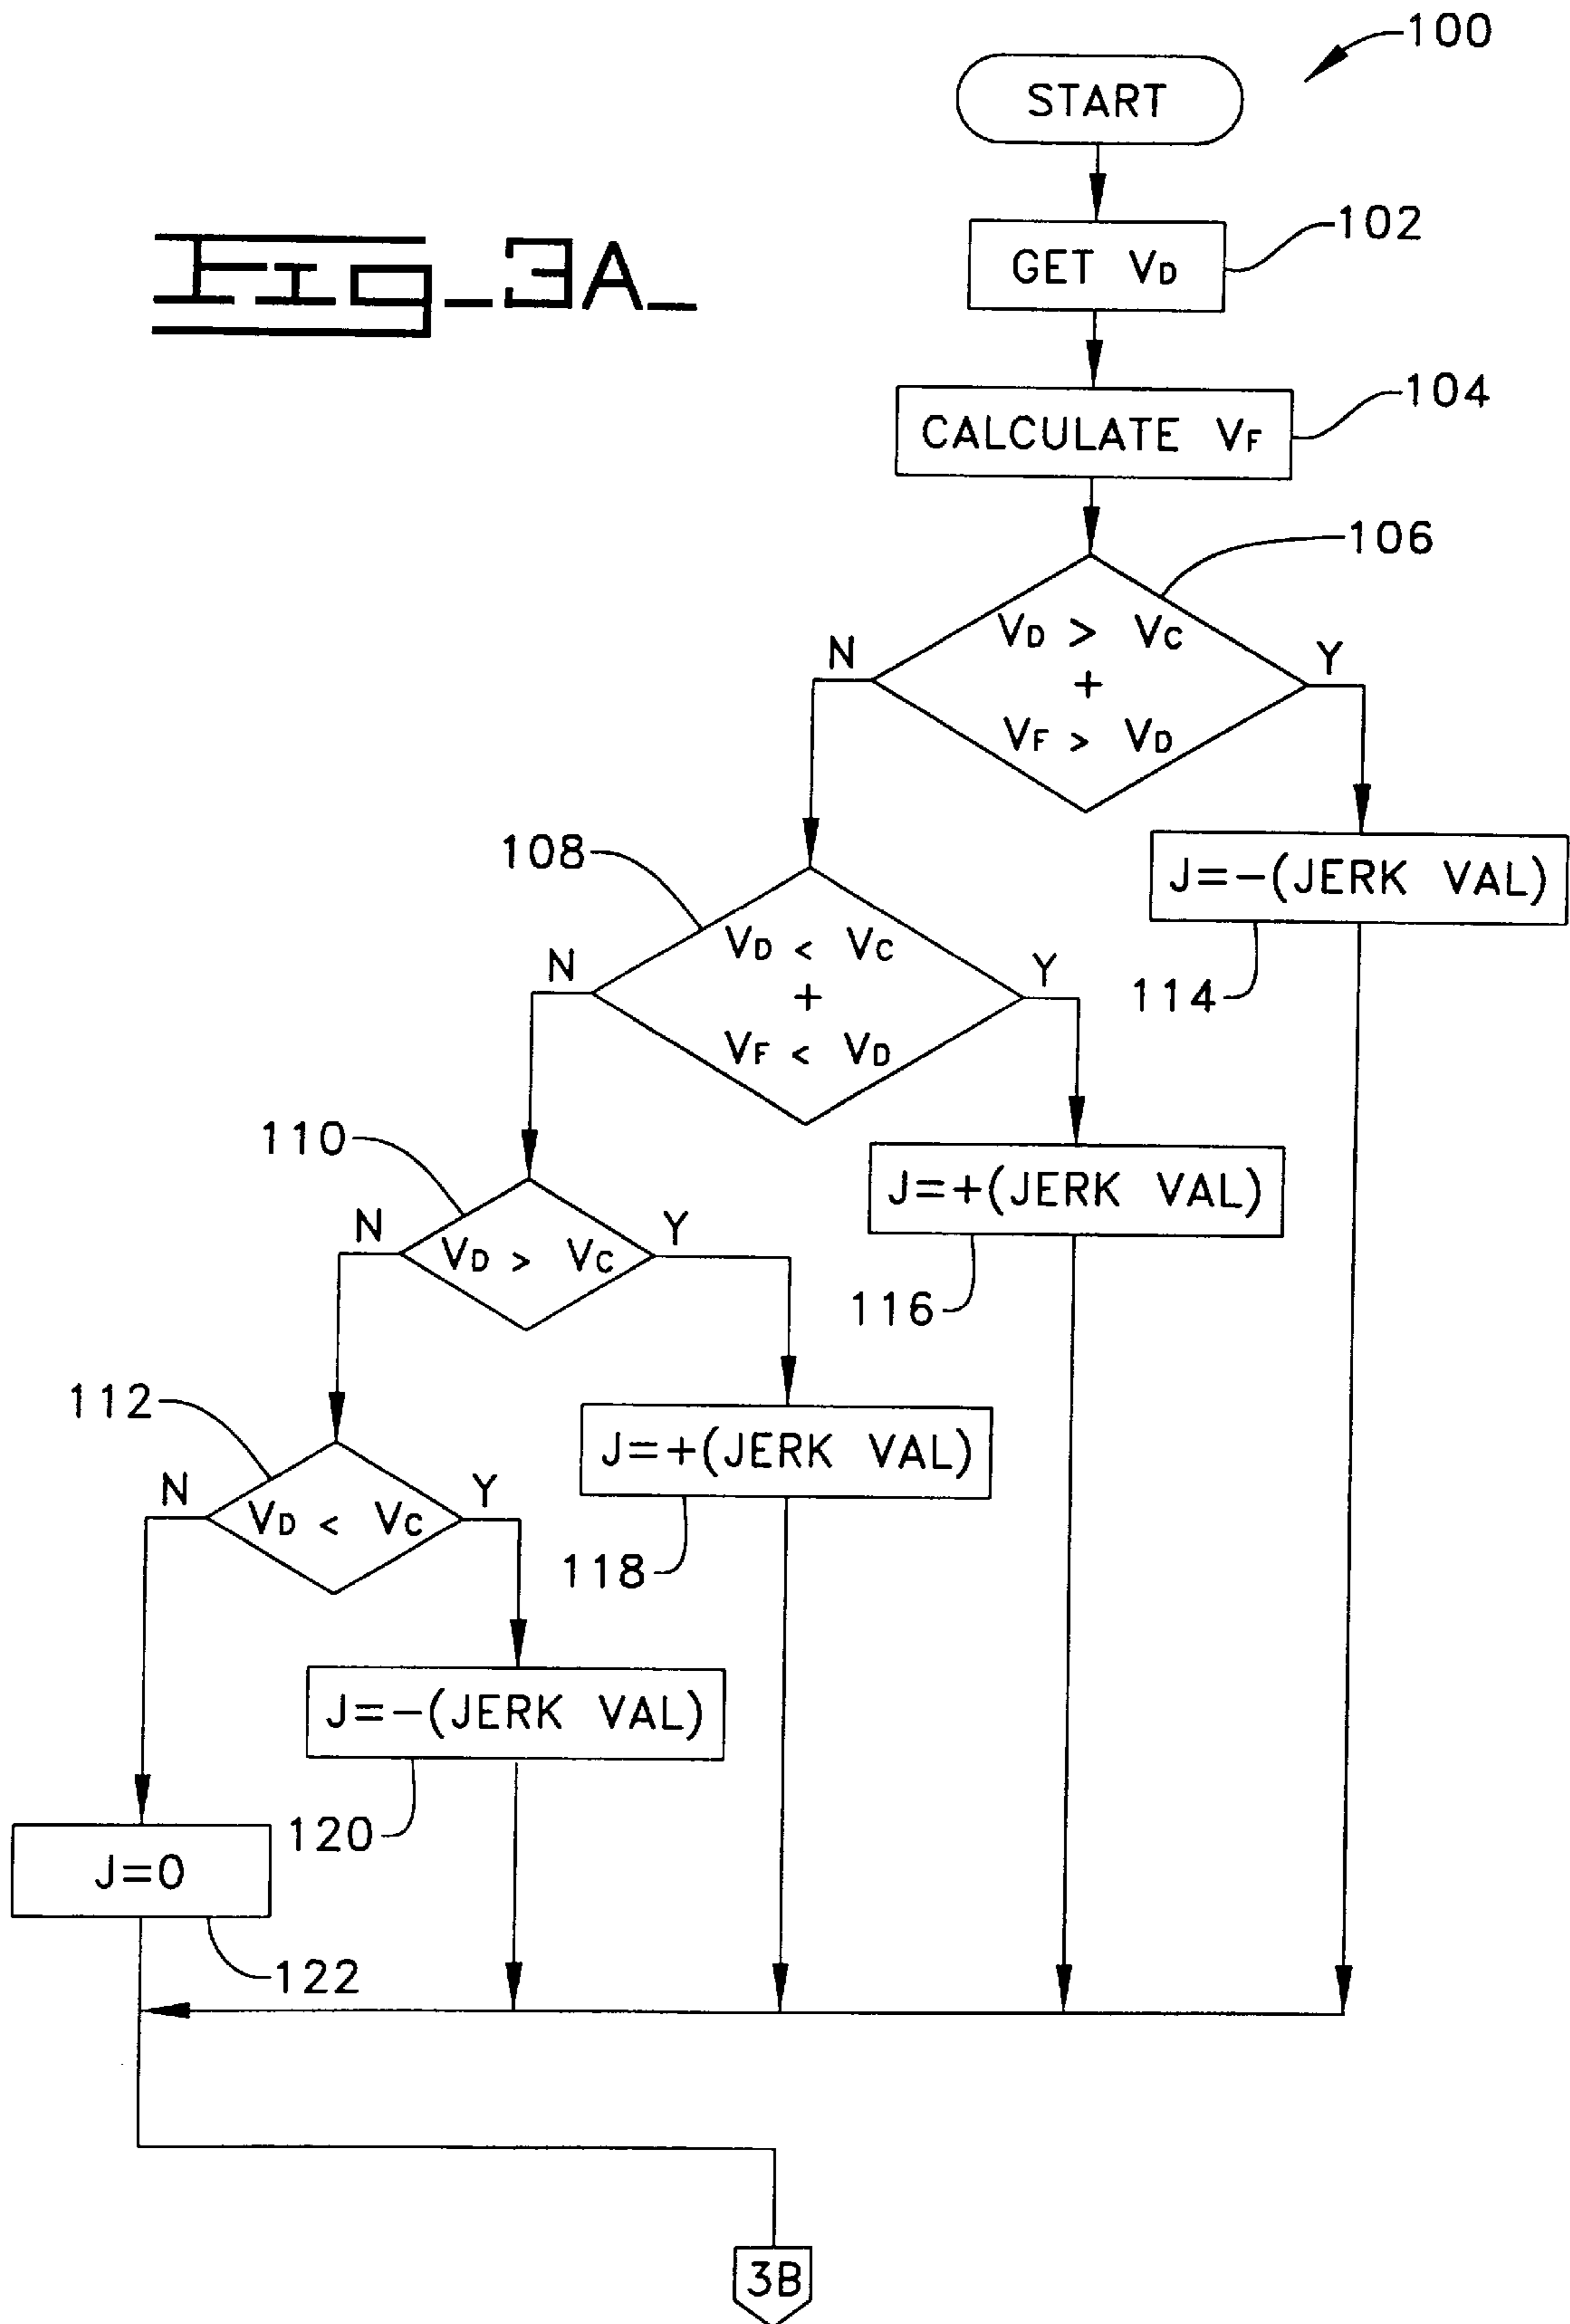 100
START
Fig_3A_
102
GET VD
104
CALCULATE VF
106
VD > VC
+
VF > VD
N
Y
108
J=-(JERK VAL)
114
VD < VC
+
VF < VD
N
Y
110
J=+(JERK VAL)
116
N
Y
VD > VC
112
J=+(JERK VAL)
118
N
Y
VD < VC
J=-(JERK VAL)
120
J=0
122
3B